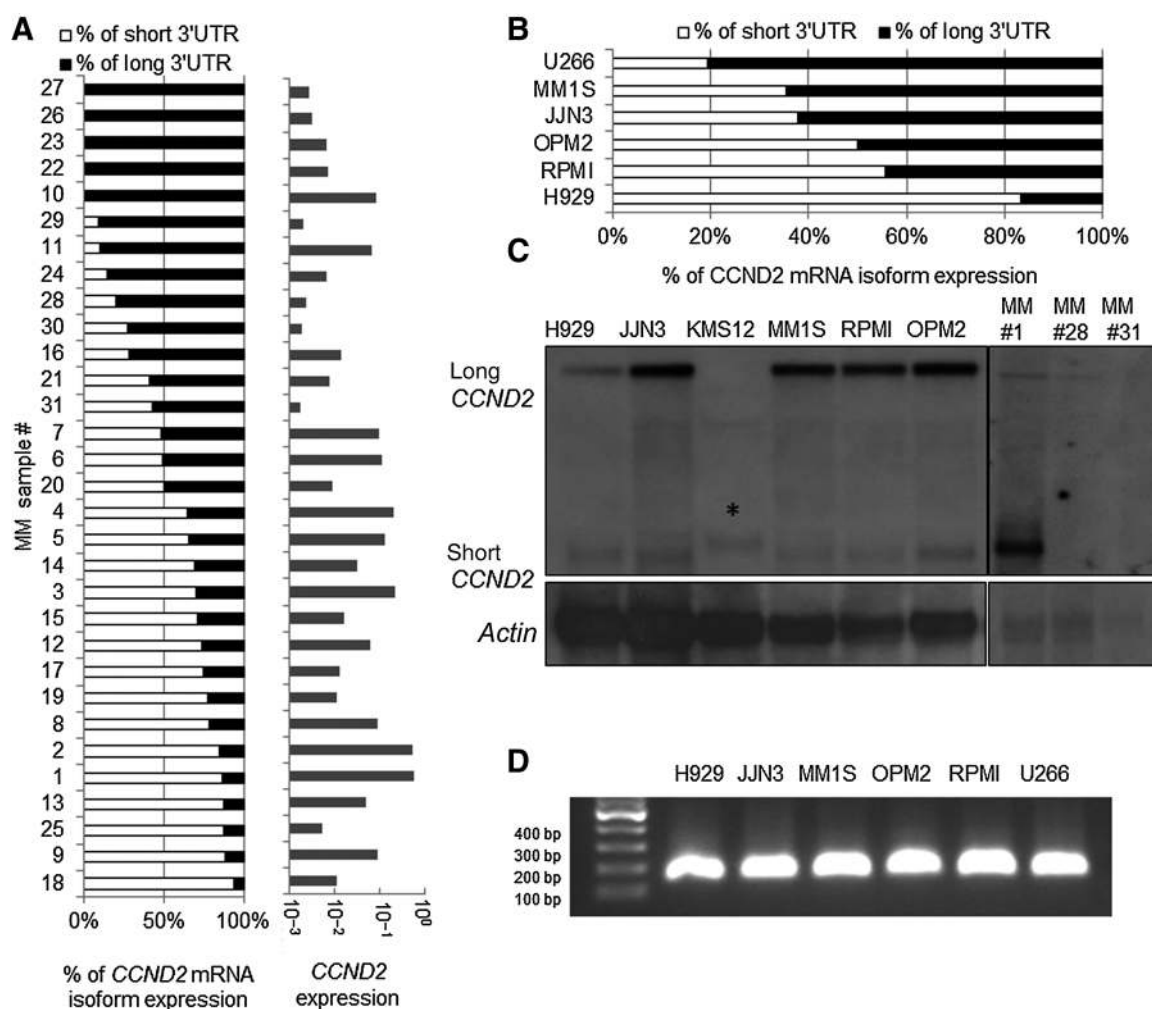 A
□ % of short 3'UTR
■ % of long 3'UTR
27
26
23
22
10
29
11
24
28
30
16
21
31
7
6
20
4
5
14
3
15
12
17
19
8
2
1
13
25
9
18
MM sample #
0% 50% 100%
% of CCND2 mRNA
isoform expression
10⁻³ 10⁻² 10⁻¹ 10⁰
CCND2
expression
B
□ % of short 3'UTR ■ % of long 3'UTR
U266
MM1S
JJN3
OPM2
RPMI
H929
0% 20% 40% 60% 80% 100%
% of CCND2 mRNA isoform expression
C
H929 JJN3 KMS12 MM1S RPMI OPM2
MM MM MM
#1 #28 #31
Long
CCND2
*
Short
CCND2
Actin
D
H929 JJN3 MM1S OPM2 RPMI U266
400 bp
300 bp
200 bp
100 bp